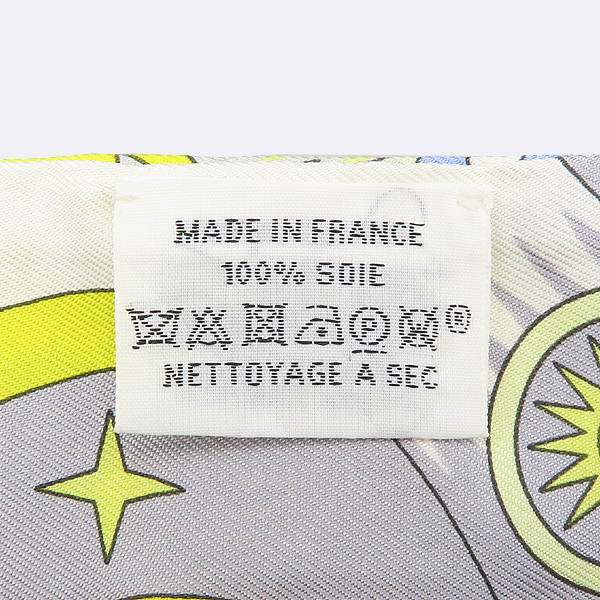 MADE IN FRANCE
100% SOIE
P ®
NETTOYAGE A SEC